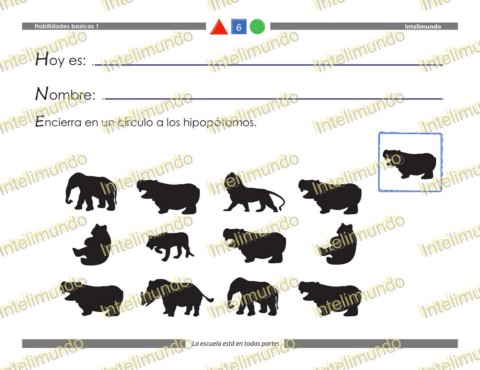 Habilidades basicas 1
6
Intelimundo
Hoy es:
Nombre:
Encierra en un círculo a los hipopótamos.
La escuela está en todas partes
Intelimundo